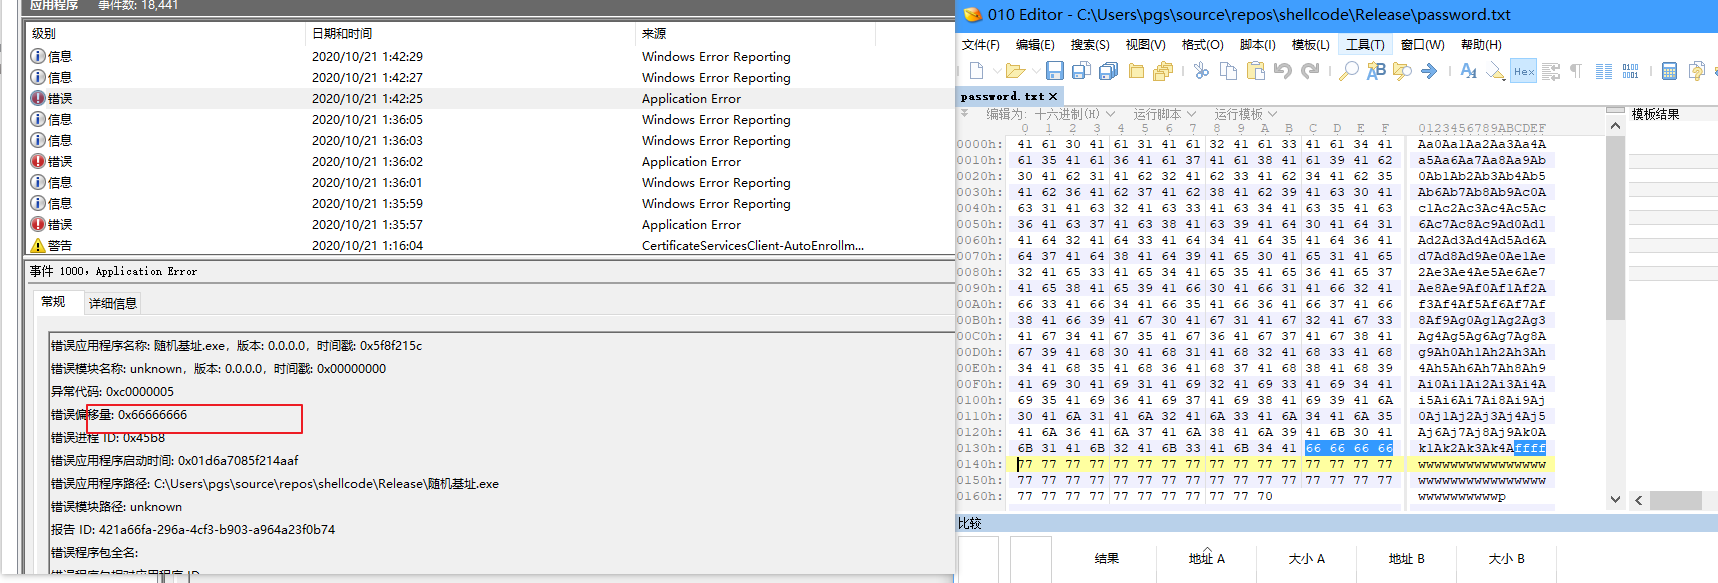 应用程序 事件数: 18,441
级别 日期和时间 来源
信息 2020/10/21 1:42:29 Windows Error Reporting
信息 2020/10/21 1:42:27 Windows Error Reporting
错误 2020/10/21 1:42:25 Application Error
信息 2020/10/21 1:36:05 Windows Error Reporting
信息 2020/10/21 1:36:03 Windows Error Reporting
错误 2020/10/21 1:36:02 Application Error
信息 2020/10/21 1:36:01 Windows Error Reporting
信息 2020/10/21 1:35:59 Windows Error Reporting
错误 2020/10/21 1:35:57 Application Error
警告 2020/10/21 1:16:04 CertificateServicesClient-AutoEnrollm...
事件 1000，Application Error
常规 详细信息
错误应用程序名称: 随机基址.exe，版本: 0.0.0.0，时间戳: 0x5f8f215c
错误模块名称: unknown，版本: 0.0.0.0，时间戳: 0x00000000
异常代码: 0xc0000005
错误偏移量: 0x66666666
错误进程 ID: 0x45b8
错误应用程序启动时间: 0x01d6a7085f214aaf
错误应用程序路径: C:\Users\pgs\source\repos\shellcode\Release\随机基址.exe
错误模块路径: unknown
报告 ID: 421a66fa-296a-4cf3-b903-a964a23f0b74
错误程序包全名:
错误程序包相对应用程序 ID
010 Editor - C:\Users\pgs\source\repos\shellcode\Release\password.txt
文件(F) 编辑(E) 搜索(S) 视图(V) 格式(O) 脚本(I) 模板(L) 工具(T) 窗口(W) 帮助(H)
Hex
password.txt
编辑为: 十六进制(H) 运行脚本 运行模板
0 1 2 3 4 5 6 7 8 9 A B C D E F 0123456789ABCDEF
0000h: 41 61 30 41 61 31 41 61 32 41 61 33 41 61 34 41 Aa0Aa1Aa2Aa3Aa4A
0010h: 61 35 41 61 36 41 61 37 41 61 38 41 61 39 41 62 a5Aa6Aa7Aa8Aa9Ab
0020h: 30 41 62 31 41 62 32 41 62 33 41 62 34 41 62 35 0Ab1Ab2Ab3Ab4Ab5
0030h: 41 62 36 41 62 37 41 62 38 41 62 39 41 63 30 41 Ab6Ab7Ab8Ab9Ac0A
0040h: 63 31 41 63 32 41 63 33 41 63 34 41 63 35 41 63 c1Ac2Ac3Ac4Ac5Ac
0050h: 36 41 63 37 41 63 38 41 63 39 41 64 30 41 64 31 6Ac7Ac8Ac9Ad0Ad1
0060h: 41 64 32 41 64 33 41 64 34 41 64 35 41 64 36 41 Ad2Ad3Ad4Ad5Ad6A
0070h: 64 37 41 64 38 41 64 39 41 65 30 41 65 31 41 65 d7Ad8Ad9Ae0Ae1Ae
0080h: 32 41 65 33 41 65 34 41 65 35 41 65 36 41 65 37 2Ae3Ae4Ae5Ae6Ae7
0090h: 41 65 38 41 65 39 41 66 30 41 66 31 41 66 32 41 Ae8Ae9Af0Af1Af2A
00A0h: 66 33 41 66 34 41 66 35 41 66 36 41 66 37 41 66 f3Af4Af5Af6Af7Af
00B0h: 38 41 66 39 41 67 30 41 67 31 41 67 32 41 67 33 8Af9Ag0Ag1Ag2Ag3
00C0h: 41 67 34 41 67 35 41 67 36 41 67 37 41 67 38 41 Ag4Ag5Ag6Ag7Ag8A
00D0h: 67 39 41 68 30 41 68 31 41 68 32 41 68 33 41 68 g9Ah0Ah1Ah2Ah3Ah
00E0h: 34 41 68 35 41 68 36 41 68 37 41 68 38 41 68 39 4Ah5Ah6Ah7Ah8Ah9
00F0h: 41 69 30 41 69 31 41 69 32 41 69 33 41 69 34 41 Ai0Ai1Ai2Ai3Ai4A
0100h: 69 35 41 69 36 41 69 37 41 69 38 41 69 39 41 6A i5Ai6Ai7Ai8Ai9Aj
0110h: 30 41 6A 31 41 6A 32 41 6A 33 41 6A 34 41 6A 35 0Aj1Aj2Aj3Aj4Aj5
0120h: 41 6A 36 41 6A 37 41 6A 38 41 6A 39 41 6B 30 41 Aj6Aj7Aj8Aj9Ak0A
0130h: 6B 31 41 6B 32 41 6B 33 41 6B 34 41 66 66 66 66 k1Ak2Ak3Ak4Affff
0140h: 77 77 77 77 77 77 77 77 77 77 77 77 77 77 77 77 wwwwwwwwwwwwwwww
0150h: 77 77 77 77 77 77 77 77 77 77 77 77 77 77 77 77 wwwwwwwwwwwwwwww
0160h: 77 77 77 77 77 77 77 77 77 77 70 wwwwwwwwwwp
模板结果
比较
结果 地址 A 大小 A 地址 B 大小 B